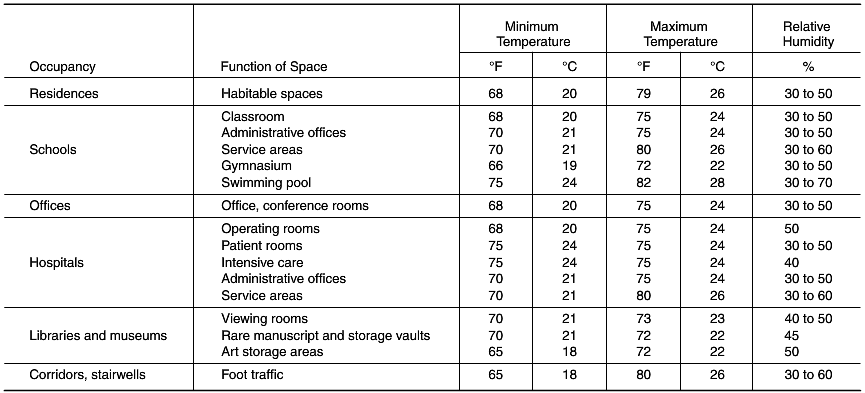 Minimum Temperature Maximum Temperature Relative Humidity
Occupancy Function of Space °F °C °F °C %
Residences Habitable spaces 68 20 79 26 30 to 50
Classroom 68 20 75 24 30 to 50
Administrative offices 70 21 75 24 30 to 50
Schools Service areas 70 21 80 26 30 to 60
Gymnasium 66 19 72 22 30 to 50
Swimming pool 75 24 82 28 30 to 70
Offices Office, conference rooms 68 20 75 24 30 to 50
Operating rooms 68 20 75 24 50
Patient rooms 75 24 75 24 30 to 50
Hospitals Intensive care 75 24 75 24 40
Administrative offices 70 21 75 24 30 to 50
Service areas 70 21 80 26 30 to 60
Viewing rooms 70 21 73 23 40 to 50
Libraries and museums Rare manuscript and storage vaults 70 21 72 22 45
Art storage areas 65 18 72 22 50
Corridors, stairwells Foot traffic 65 18 80 26 30 to 60